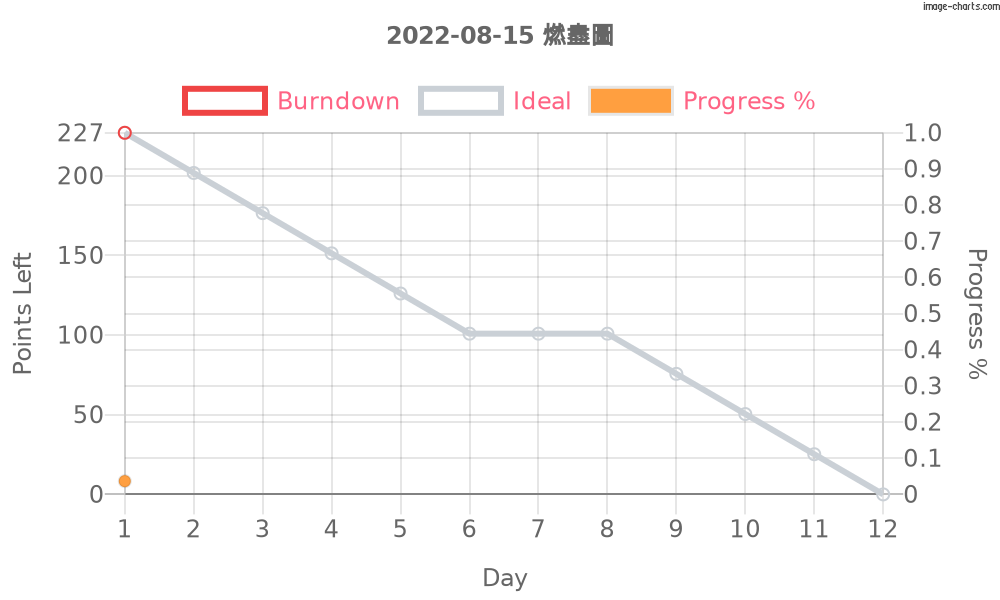 image-charts.com
2022-08-15 燃盡圖
Burndown Ideal Progress %
227 1.0
0.9
200
0.8
0.7
150
0.6
0.5
100
0.4
0.3
50
0.2
0.1
0 0
Points Left
Progress %
1 2 3 4 5 6 7 8 9 10 11 12
Day